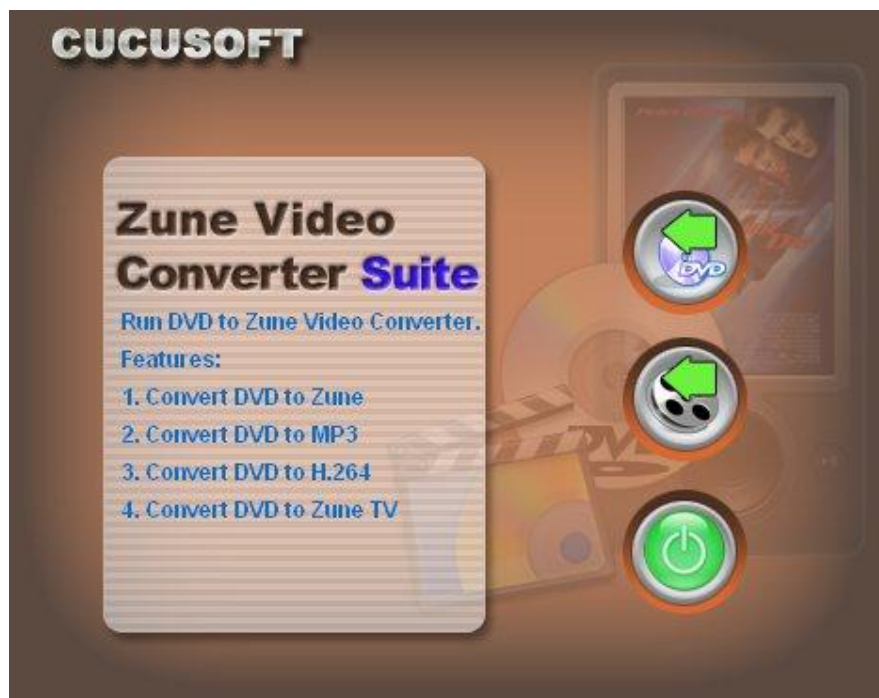 CUCUSOFT
Zune Video
Converter Suite
Run DVD to Zune Video Converter.
Features:
1. Convert DVD to Zune
2. Convert DVD to MP3
3. Convert DVD to H.264
4. Convert DVD to Zune TV
DVD
DVD